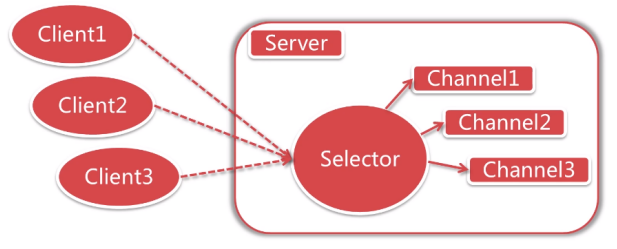 Client1
Server
Channel1
Client2
Channel2
Selector
Client3
Channel3